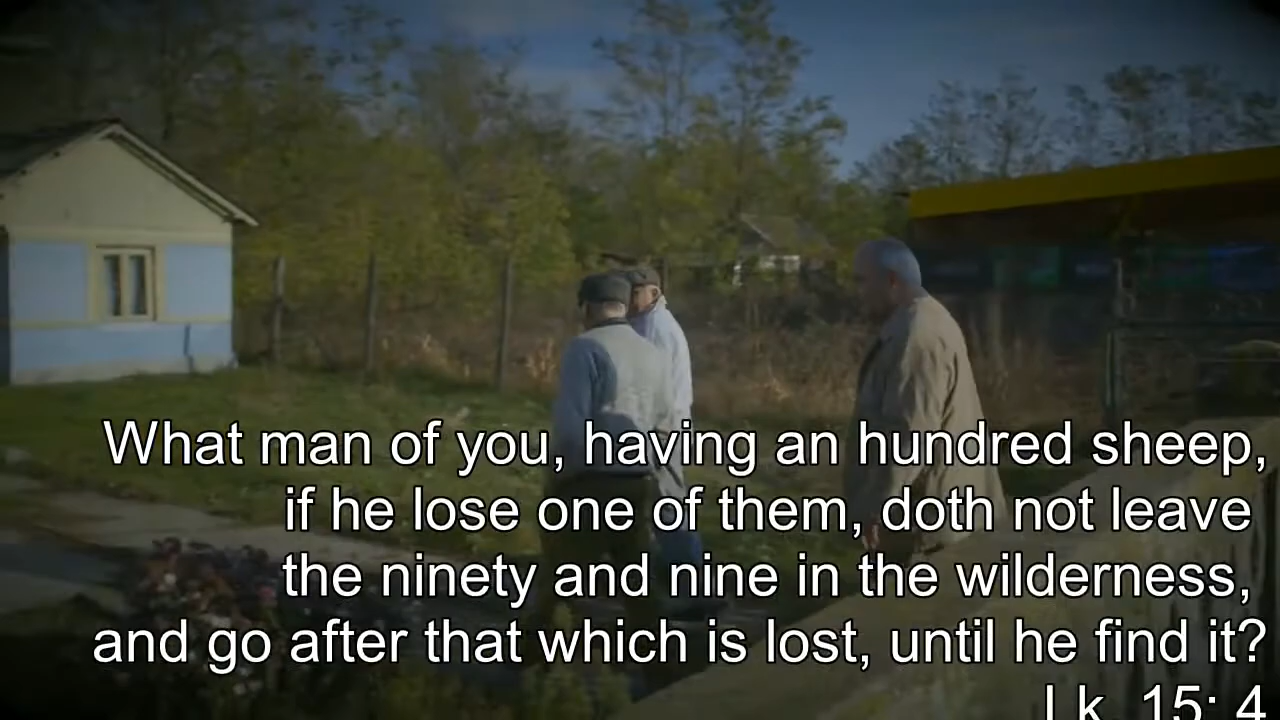 What man of you, having an hundred sheep,
if he lose one of them, doth not leave
the ninety and nine in the wilderness,
and go after that which is lost, until he find it?
Lk. 15: 4